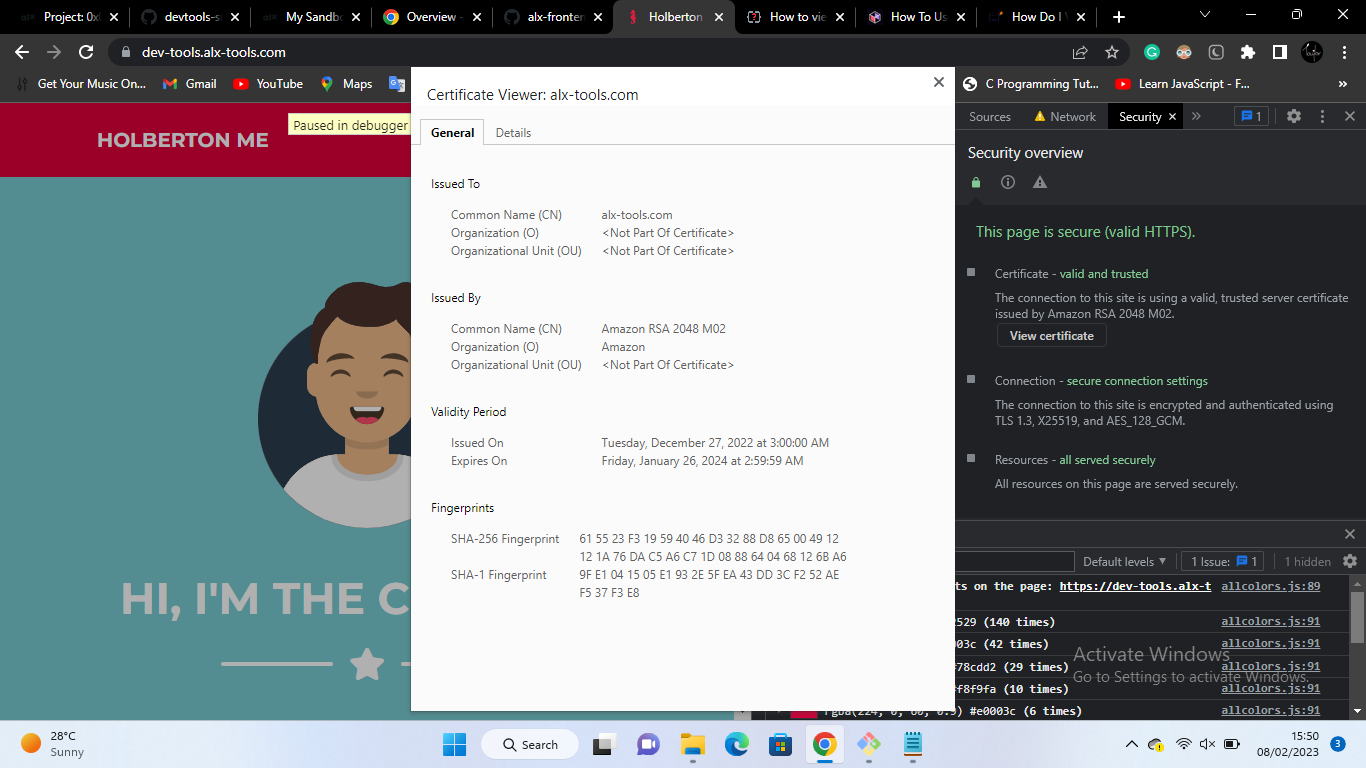 Project: 0x
devtools-s
My Sandb
Overview -
alx-fronten
Holberton
How to vie
How To Us
How Do I
dev-tools.alx-tools.com
Get Your Music On...
Gmail
YouTube
Maps
C Programming Tut...
Learn JavaScript - F...
HOLBERTON ME
Paused in debugger
HI, I'M THE C
Certificate Viewer: alx-tools.com
General Details
Issued To
Common Name (CN) alx-tools.com
Organization (O) <Not Part Of Certificate>
Organizational Unit (OU) <Not Part Of Certificate>
Issued By
Common Name (CN) Amazon RSA 2048 M02
Organization (O) Amazon
Organizational Unit (OU) <Not Part Of Certificate>
Validity Period
Issued On Tuesday, December 27, 2022 at 3:00:00 AM
Expires On Friday, January 26, 2024 at 2:59:59 AM
Fingerprints
SHA-256 Fingerprint 61 55 23 F3 19 59 40 46 D3 32 88 D8 65 00 49 12
12 1A 76 DA C5 A6 C7 1D 08 88 64 04 68 12 6B A6
SHA-1 Fingerprint 9F E1 04 15 05 E1 93 2E 5F EA 43 DD 3C F2 52 AE
F5 37 F3 E8
Sources Network Security 1
Security overview
This page is secure (valid HTTPS).
Certificate - valid and trusted
The connection to this site is using a valid, trusted server certificate
issued by Amazon RSA 2048 M02.
View certificate
Connection - secure connection settings
The connection to this site is encrypted and authenticated using
TLS 1.3, X25519, and AES_128_GCM.
Resources - all served securely
All resources on this page are served securely.
Default levels 1 Issue: 1 1 hidden
ts on the page: https://dev-tools.alx-t allcolors.js:89
2529 (140 times) allcolors.js:91
03c (42 times) allcolors.js:91
#78cdd2 (29 times) allcolors.js:91
#f8f9fa (10 times) allcolors.js:91
rgba(224, 0, 60, 0.9) #e0003c (6 times) allcolors.js:91
Activate Windows
Go to Settings to activate Windows.
28°C
Sunny
Search
15:50
08/02/2023
3